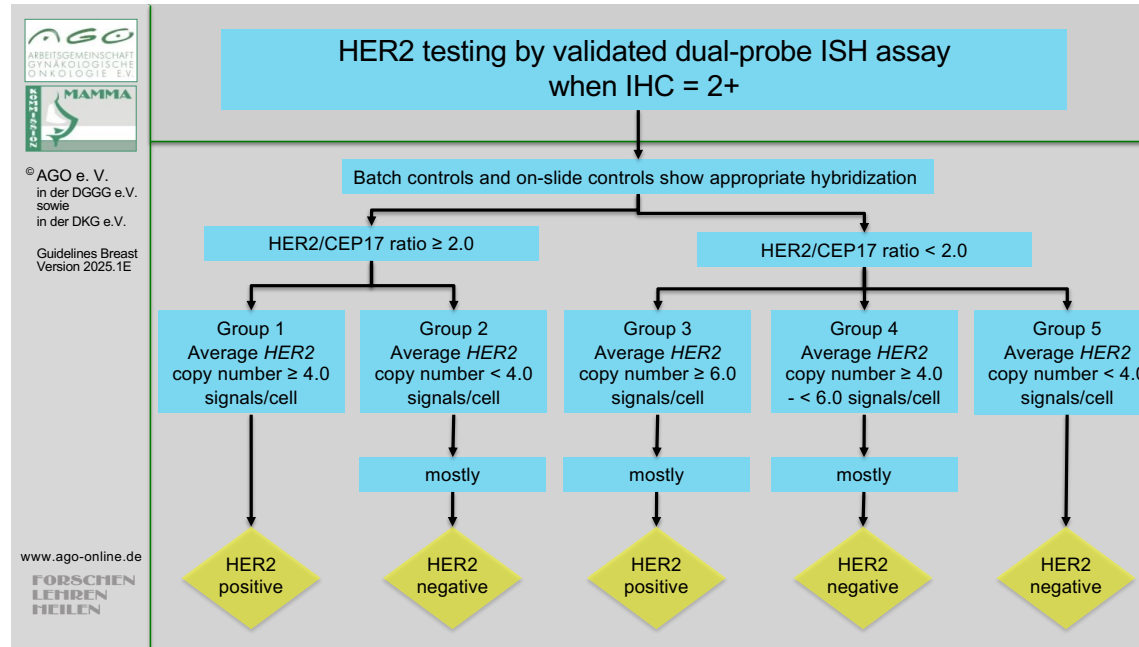 AGO
ARBEITSGEMEINSCHAFT
GYNÄKOLOGISCHE
ONKOLOGIE E.V.
KOMMISSION
MAMMA
© AGO e. V.
in der DGGG e.V.
sowie
in der DKG e.V.
Guidelines Breast
Version 2025.1E
www.ago-online.de
FORSCHEN
LEHREN
HEILEN
HER2 testing by validated dual-probe ISH assay
when IHC = 2+
Batch controls and on-slide controls show appropriate hybridization
HER2/CEP17 ratio ≥ 2.0
HER2/CEP17 ratio < 2.0
Group 1
Average HER2
copy number ≥ 4.0
signals/cell
Group 2
Average HER2
copy number < 4.0
signals/cell
Group 3
Average HER2
copy number ≥ 6.0
signals/cell
Group 4
Average HER2
copy number ≥ 4.0
- < 6.0 signals/cell
Group 5
Average HER2
copy number < 4.0
signals/cell
mostly
mostly
mostly
HER2
positive
HER2
negative
HER2
positive
HER2
negative
HER2
negative